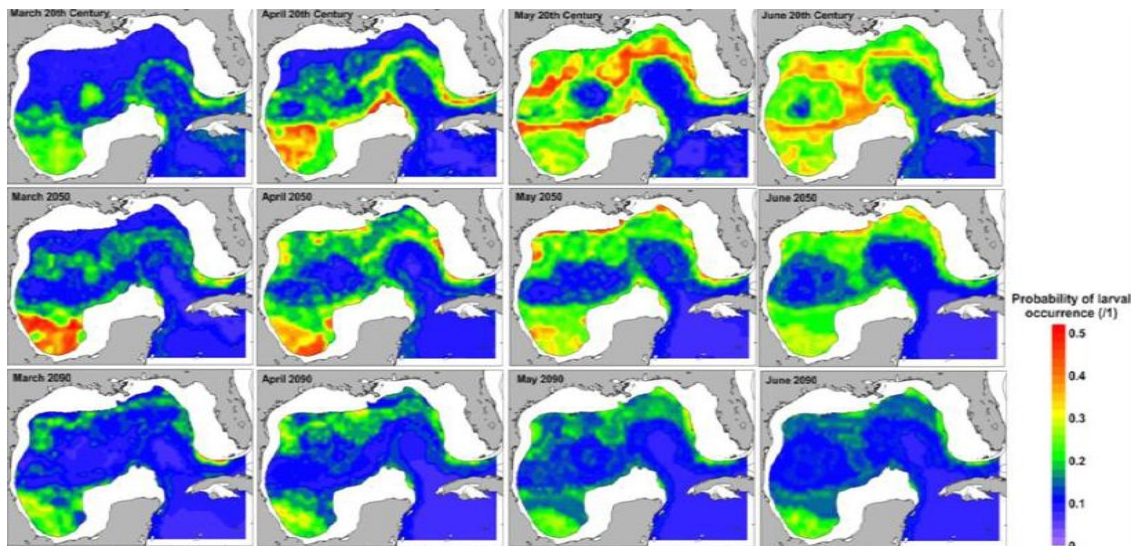 March 20th Century
April 20th Century
May 20th Century
June 20th Century
March 2050
April 2050
May 2050
June 2050
Probability of larval
occurrence (/1)
0.5
0.4
0.3
0.2
0.1
0
March 2090
April 2090
May 2090
June 2090